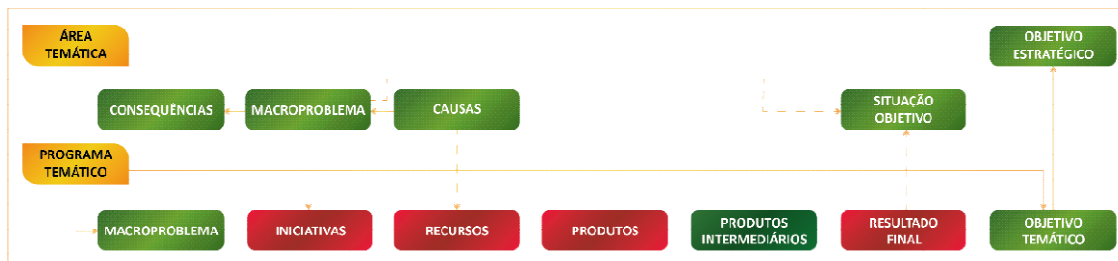 ÁREA
TEMÁTICA
OBJETIVO
ESTRATÉGICO
CONSEQUÊNCIAS
MACROPROBLEMA
CAUSAS
SITUAÇÃO
OBJETIVO
PROGRAMA
TEMÁTICO
MACROPROBLEMA
INICIATIVAS
RECURSOS
PRODUTOS
PRODUTOS
INTERMEDIÁRIOS
RESULTADO
FINAL
OBJETIVO
TEMÁTICO